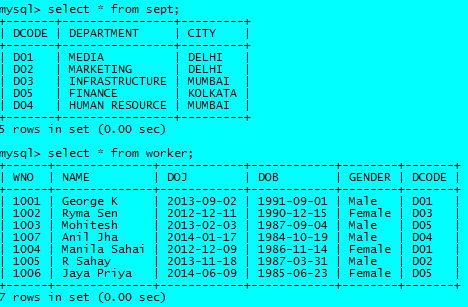 mysql> select * from sept;
+-------+----------------+---------+
| DCODE | DEPARTMENT | CITY |
+-------+----------------+---------+
| D01 | MEDIA | DELHI |
| D02 | MARKETING | DELHI |
| D03 | INFRASTRUCTURE | MUMBAI |
| D05 | FINANCE | KOLKATA |
| D04 | HUMAN RESOURCE | MUMBAI |
+-------+----------------+---------+
5 rows in set (0.00 sec)
mysql> select * from worker;
+------+--------------+------------+------------+--------+-------+
| WNO | NAME | DOJ | DOB | GENDER | DCODE |
+------+--------------+------------+------------+--------+-------+
| 1001 | George K | 2013-09-02 | 1991-09-01 | Male | D01 |
| 1002 | Ryma Sen | 2012-12-11 | 1990-12-15 | Female | D03 |
| 1003 | Mohitesh | 2013-02-03 | 1987-09-04 | Male | D05 |
| 1007 | Anil Jha | 2014-01-17 | 1984-10-19 | Male | D04 |
| 1004 | Manila Sahai | 2012-12-09 | 1986-11-14 | Female | D01 |
| 1005 | R Sahay | 2013-11-18 | 1987-03-31 | Male | D02 |
| 1006 | Jaya Priya | 2014-06-09 | 1985-06-23 | Female | D05 |
+------+--------------+------------+------------+--------+-------+
7 rows in set (0.00 sec)